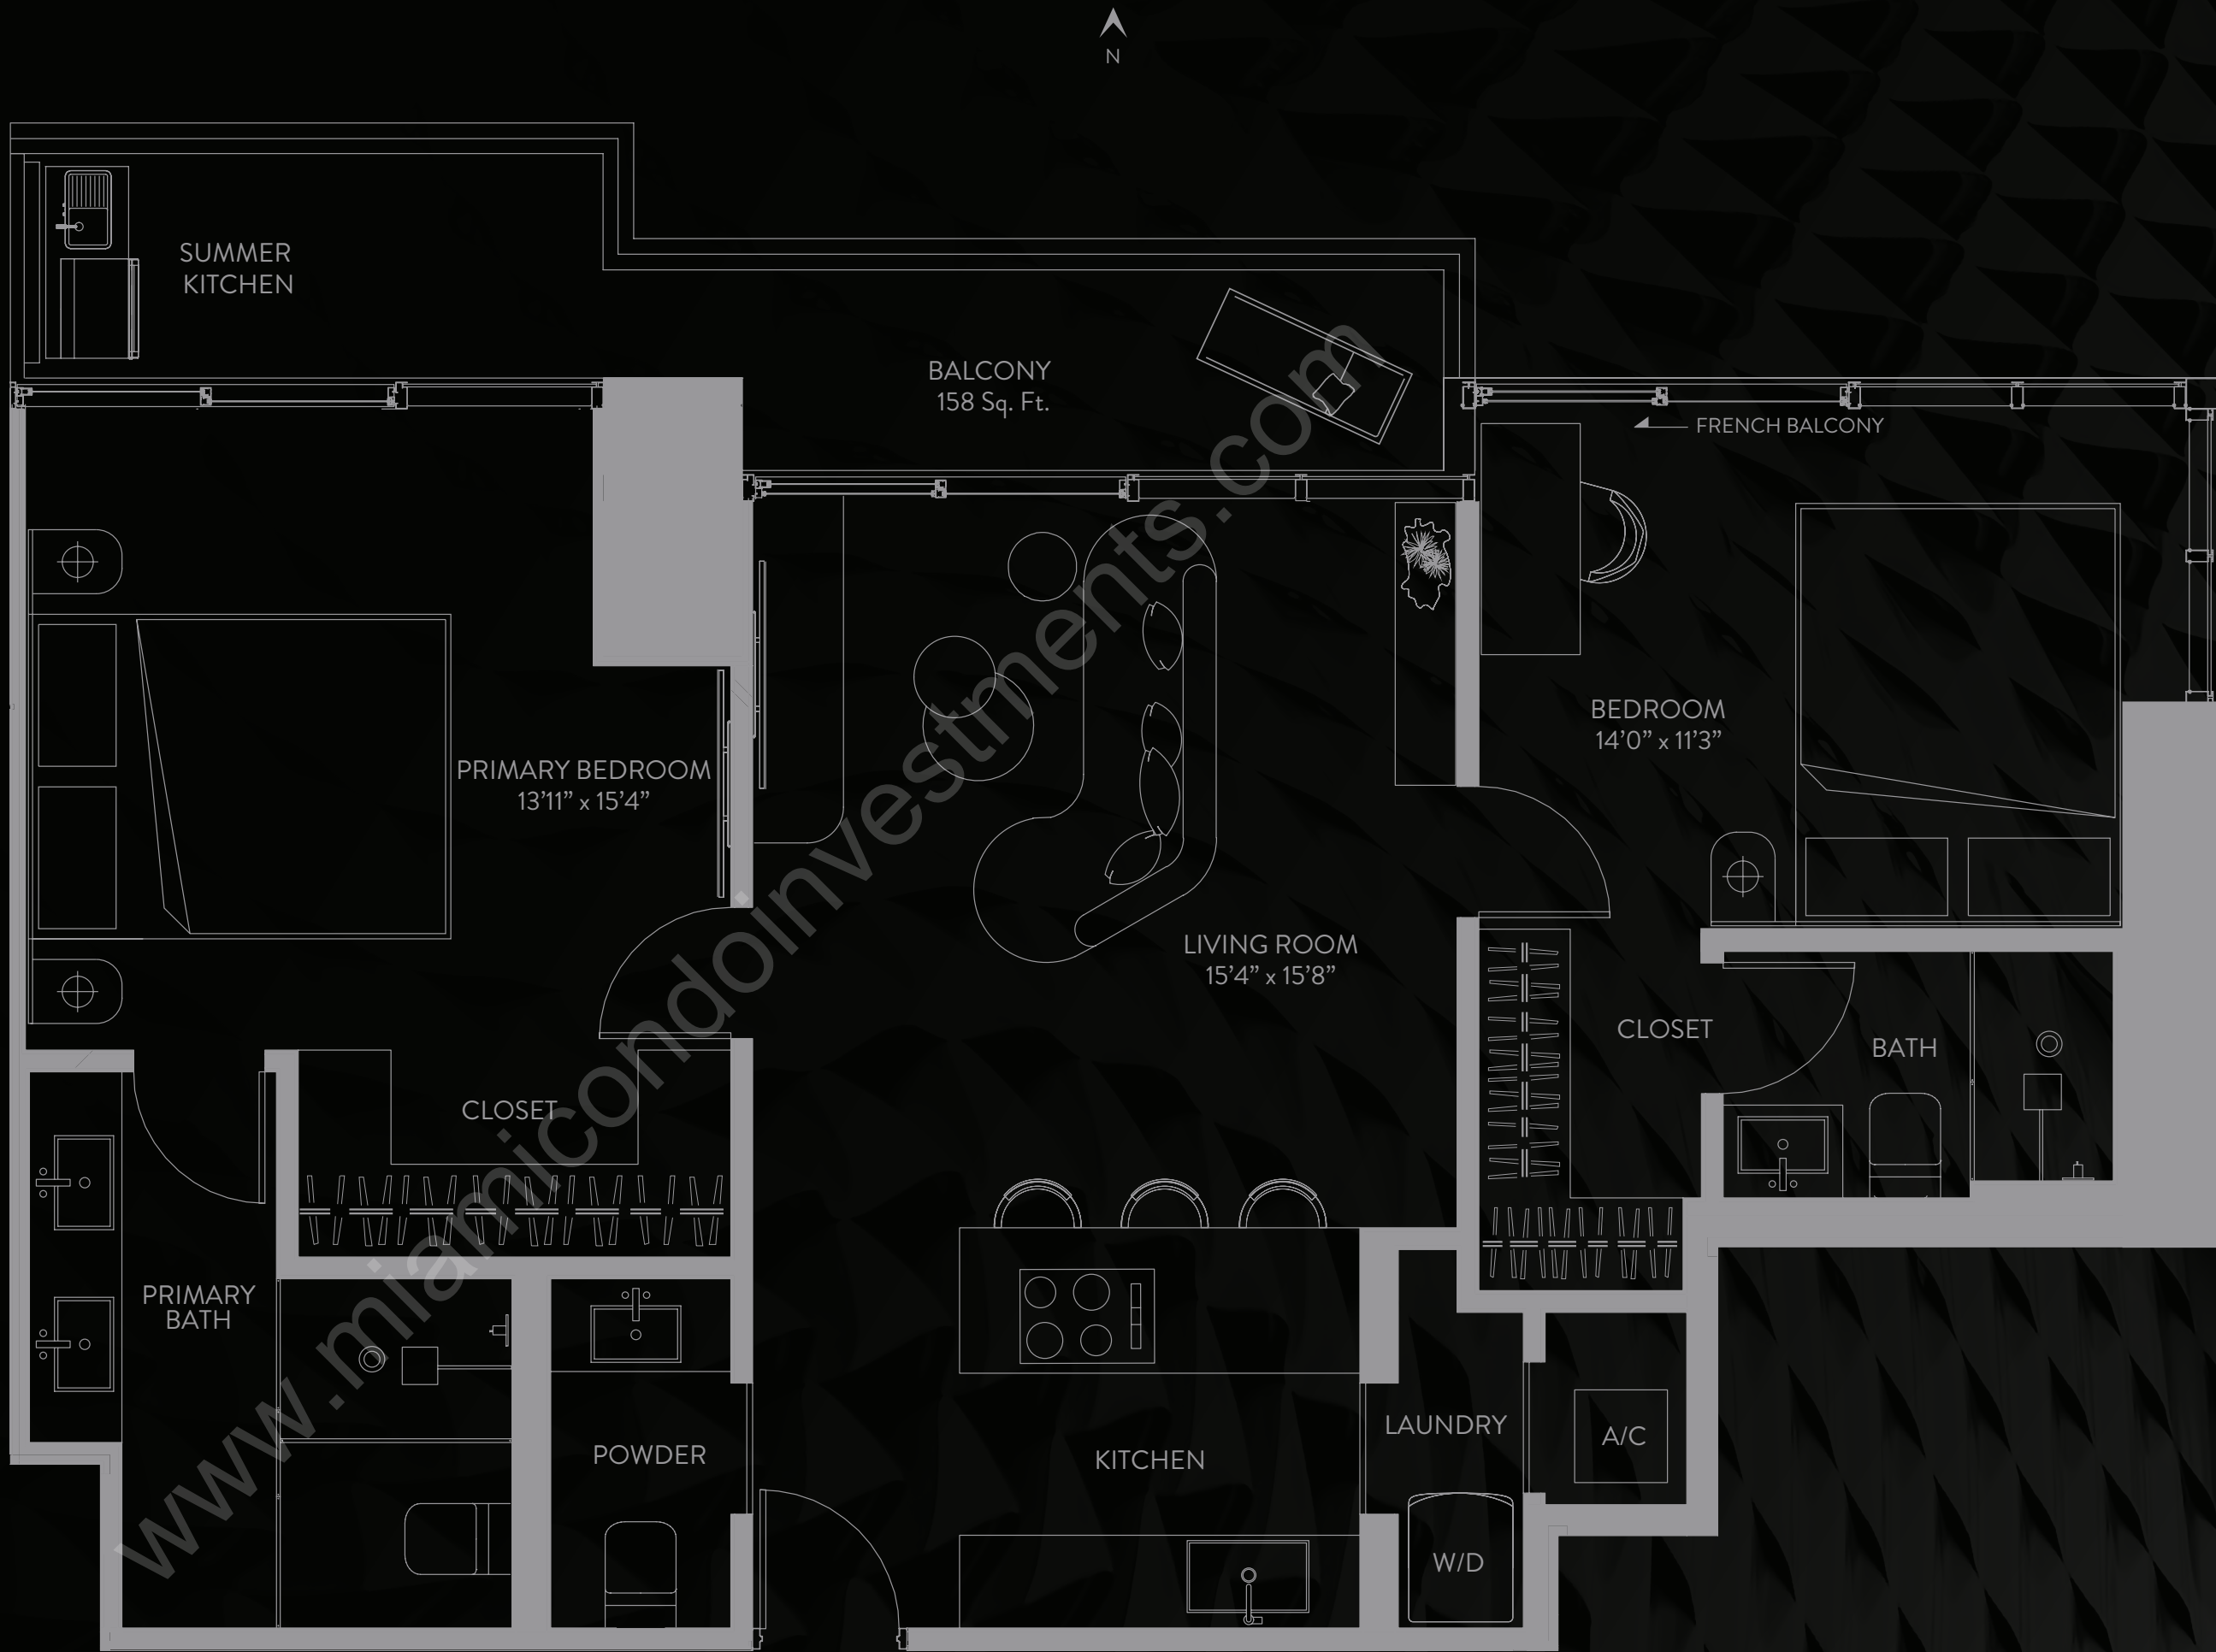 N
SUMMER
KITCHEN
BALCONY
158 Sq. Ft.
FRENCH BALCONY
BEDROOM
14’0” x 11’3”
PRIMARY BEDROOM
13’11” x 15’4”
LIVING ROOM
15’4” x 15’8”
CLOSET
BATH
CLOSET
PRIMARY
BATH
POWDER
KITCHEN
LAUNDRY
A/C
W/D
www.miamicondoinvestments.com